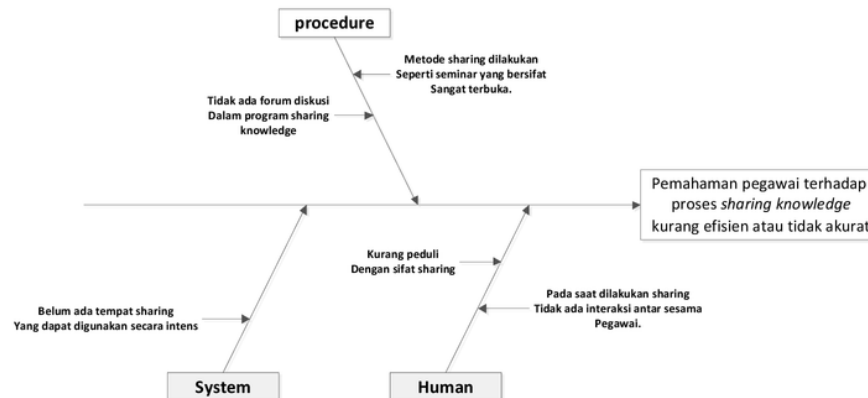 procedure
Metode sharing dilakukan
Seperti seminar yang bersifat
Sangat terbuka.
Tidak ada forum diskusi
Dalam program sharing
knowledge
Pemahaman pegawai terhadap
proses sharing knowledge
kurang efisien atau tidak akurat
Kurang peduli
Dengan sifat sharing
Belum ada tempat sharing
Yang dapat digunakan secara intens
Pada saat dilakukan sharing
Tidak ada interaksi antar sesama
Pegawai.
System
Human